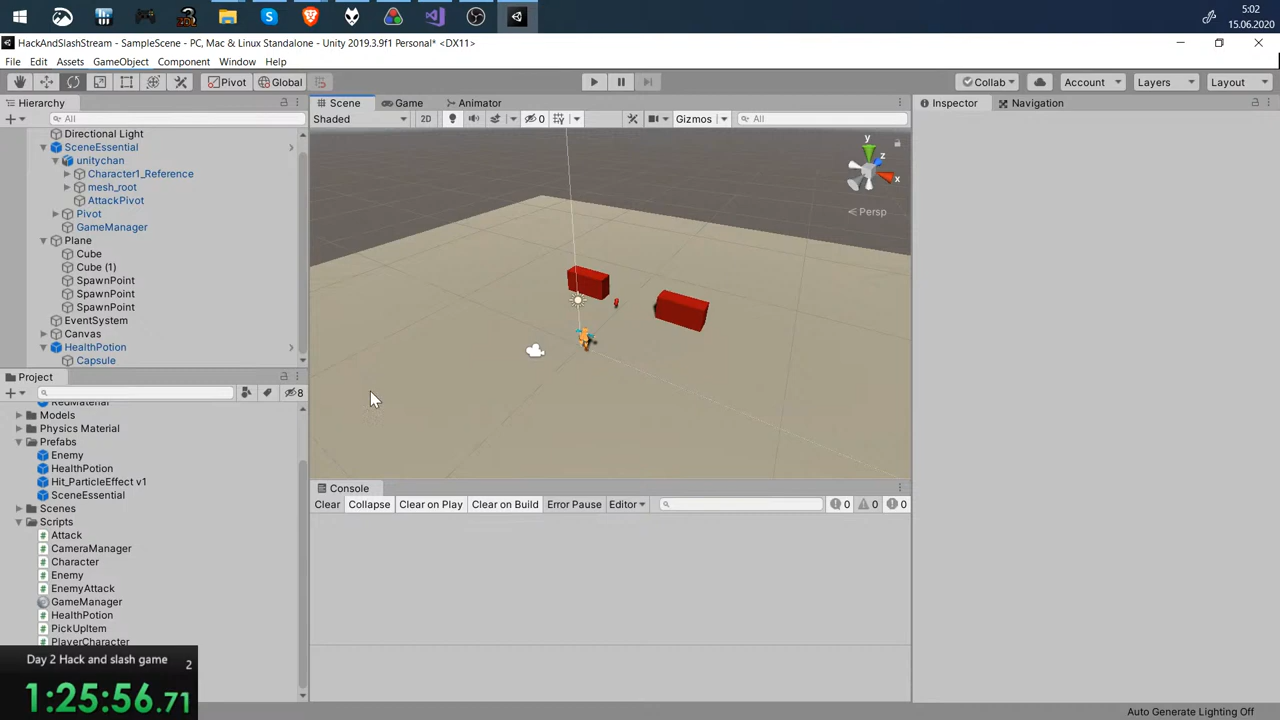 5:02
15.06.2020
HackAndSlashStream - SampleScene - PC, Mac & Linux Standalone - Unity 2019.3.9f1 Personal* <DX11>
File Edit Assets GameObject Component Window Help
Pivot Global Collab Account Layers Layout
Hierarchy
All
Directional Light
SceneEssential
unitychan
Character1_Reference
mesh_root
AttackPivot
Pivot
GameManager
Plane
Cube
Cube (1)
SpawnPoint
SpawnPoint
SpawnPoint
EventSystem
Canvas
HealthPotion
Capsule
Scene Game Animator
Shaded 2D 0 Gizmos All
y
z
x
Persp
Inspector Navigation
Project
8
RedMaterial
Models
Physics Material
Prefabs
Enemy
HealthPotion
Hit_ParticleEffect v1
SceneEssential
Scenes
Scripts
Attack
CameraManager
Character
Enemy
EnemyAttack
GameManager
HealthPotion
PickUpItem
PlayerCharacter
Console
Clear Collapse Clear on Play Clear on Build Error Pause Editor 0 0 0
Day 2 Hack and slash game 2
1:25:56.71
Auto Generate Lighting Off